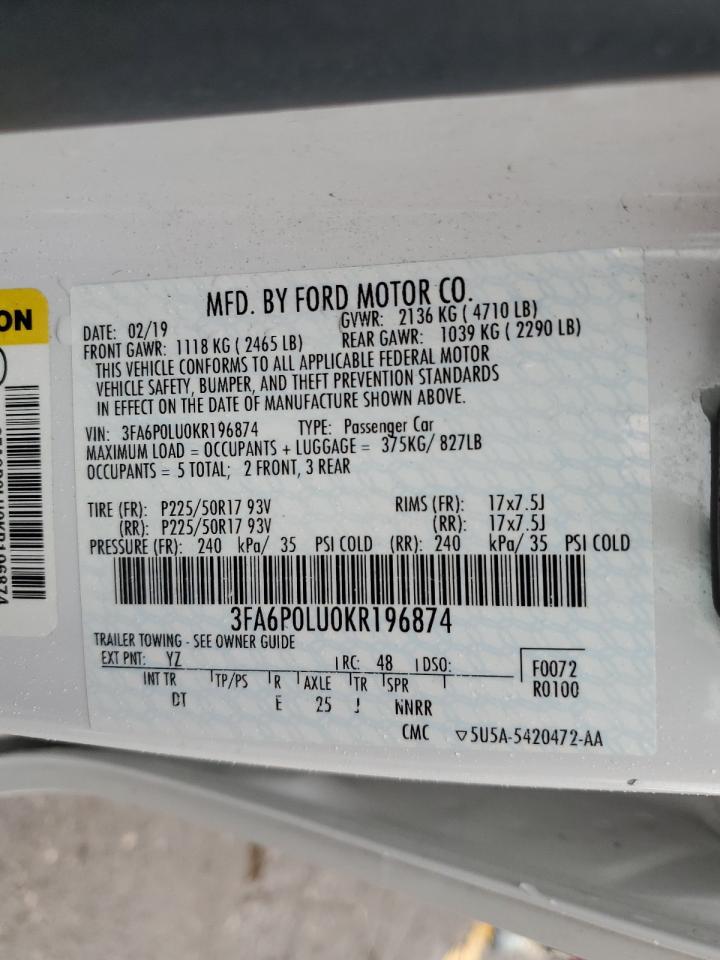 MFD. BY FORD MOTOR CO.
DATE: 02/19 GVWR: 2136 KG ( 4710 LB)
FRONT GAWR: 1118 KG ( 2465 LB) REAR GAWR: 1039 KG ( 2290 LB)
THIS VEHICLE CONFORMS TO ALL APPLICABLE FEDERAL MOTOR
VEHICLE SAFETY, BUMPER, AND THEFT PREVENTION STANDARDS
IN EFFECT ON THE DATE OF MANUFACTURE SHOWN ABOVE.
VIN: 3FA6P0LU0KR196874 TYPE: Passenger Car
MAXIMUM LOAD = OCCUPANTS + LUGGAGE = 375KG/ 827LB
OCCUPANTS = 5 TOTAL; 2 FRONT, 3 REAR
TIRE (FR): P225/50R17 93V RIMS (FR): 17x7.5J
(RR): P225/50R17 93V (RR): 17x7.5J
PRESSURE (FR): 240 kPa/ 35 PSI COLD (RR): 240 kPa/ 35 PSI COLD
3FA6P0LU0KR196874
TRAILER TOWING - SEE OWNER GUIDE
EXT PNT: YZ RC: 48 DSO: F0072
INT TR TP/PS R AXLE TR SPR R0100
DT E 25 J NNRR
CMC ▽5U5A-5420472-AA
ON